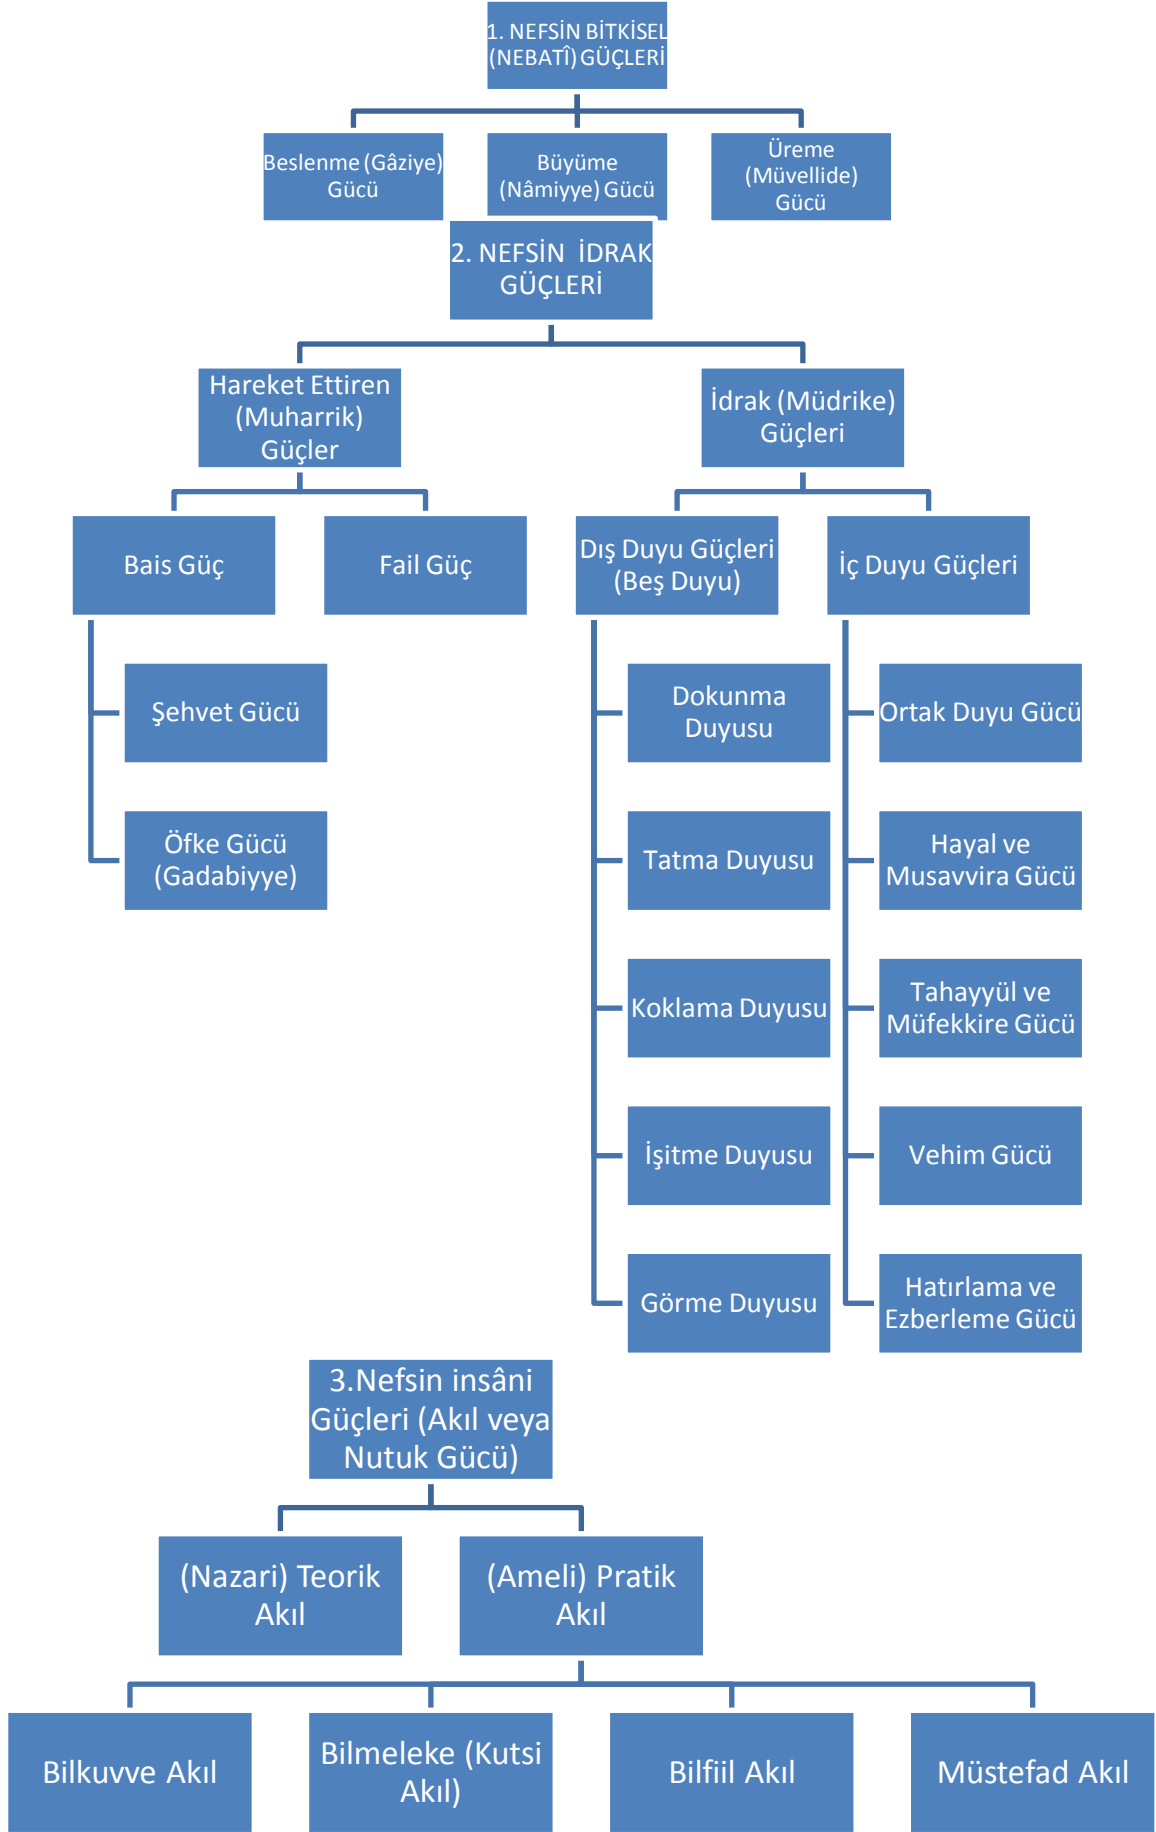 1. NEFSİN BİTKİSEL
(NEBATÎ) GÜÇLERİ
Beslenme (Gâziye)
Gücü
Büyüme
(Nâmiyye) Gücü
Üreme
(Müvellide)
Gücü
2. NEFSİN İDRAK
GÜÇLERİ
Hareket Ettiren
(Muharrik)
Güçler
İdrak (Müdrike)
Güçleri
Bais Güç
Fail Güç
Dış Duyu Güçleri
(Beş Duyu)
İç Duyu Güçleri
Şehvet Gücü
Öfke Gücü
(Gadabiyye)
Dokunma
Duyusu
Tatma Duyusu
Koklama Duyusu
İşitme Duyusu
Görme Duyusu
Ortak Duyu Gücü
Hayal ve
Musavvira Gücü
Tahayyül ve
Müfekkire Gücü
Vehim Gücü
Hatırlama ve
Ezberleme Gücü
3.Nefsin insâni
Güçleri (Akıl veya
Nutuk Gücü)
(Nazari) Teorik
Akıl
(Ameli) Pratik
Akıl
Bilkuvve Akıl
Bilmeleke (Kutsi
Akıl)
Bilfiil Akıl
Müstefad Akıl